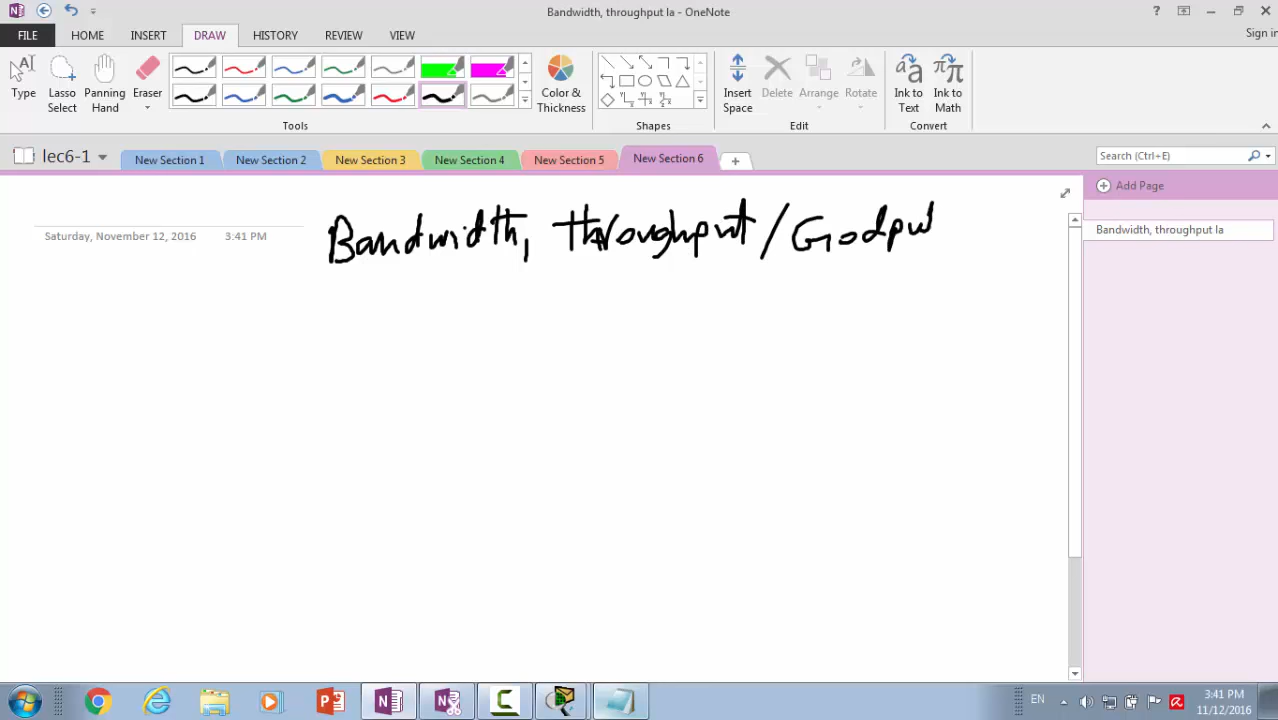 Bandwidth, throughput la - OneNote
?
FILE HOME INSERT DRAW HISTORY REVIEW VIEW
Sign in
Type Lasso Select Panning Hand Eraser
Color & Thickness
Insert Space Delete Arrange Rotate
Ink to Text Ink to Math
Tools Shapes Edit Convert
lec6-1 New Section 1 New Section 2 New Section 3 New Section 4 New Section 5 New Section 6 +
Search (Ctrl+E)
Add Page
Bandwidth, throughput la
Saturday, November 12, 2016 3:41 PM
Bandwidth, throughput / Godput
EN 3:41 PM
11/12/2016